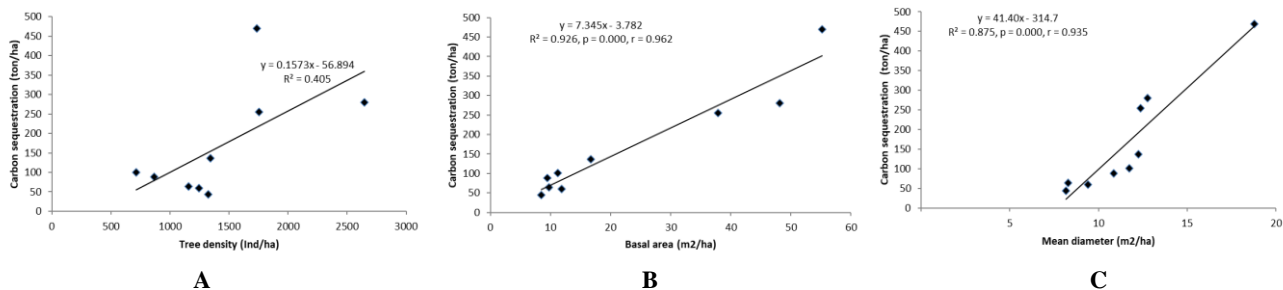 500
450
400
350
300
250
200
150
100
50
0
Carbon sequestration (ton/ha)
y = 0.1573x - 56.894
R² = 0.405
0 500 1000 1500 2000 2500 3000
Tree density (Ind/ha)
A
500
450
400
350
300
250
200
150
100
50
0
Carbon sequestration (ton/ha)
y = 7.345x - 3.782
R² = 0.926, p = 0.000, r = 0.962
0 10 20 30 40 50 60
Basal area (m2/ha)
B
500
450
400
350
300
250
200
150
100
50
0
Carbon sequestration (ton/ha)
y = 41.40x - 314.7
R² = 0.875, p = 0.000, r = 0.935
5 10 15 20
Mean diameter (m2/ha)
C